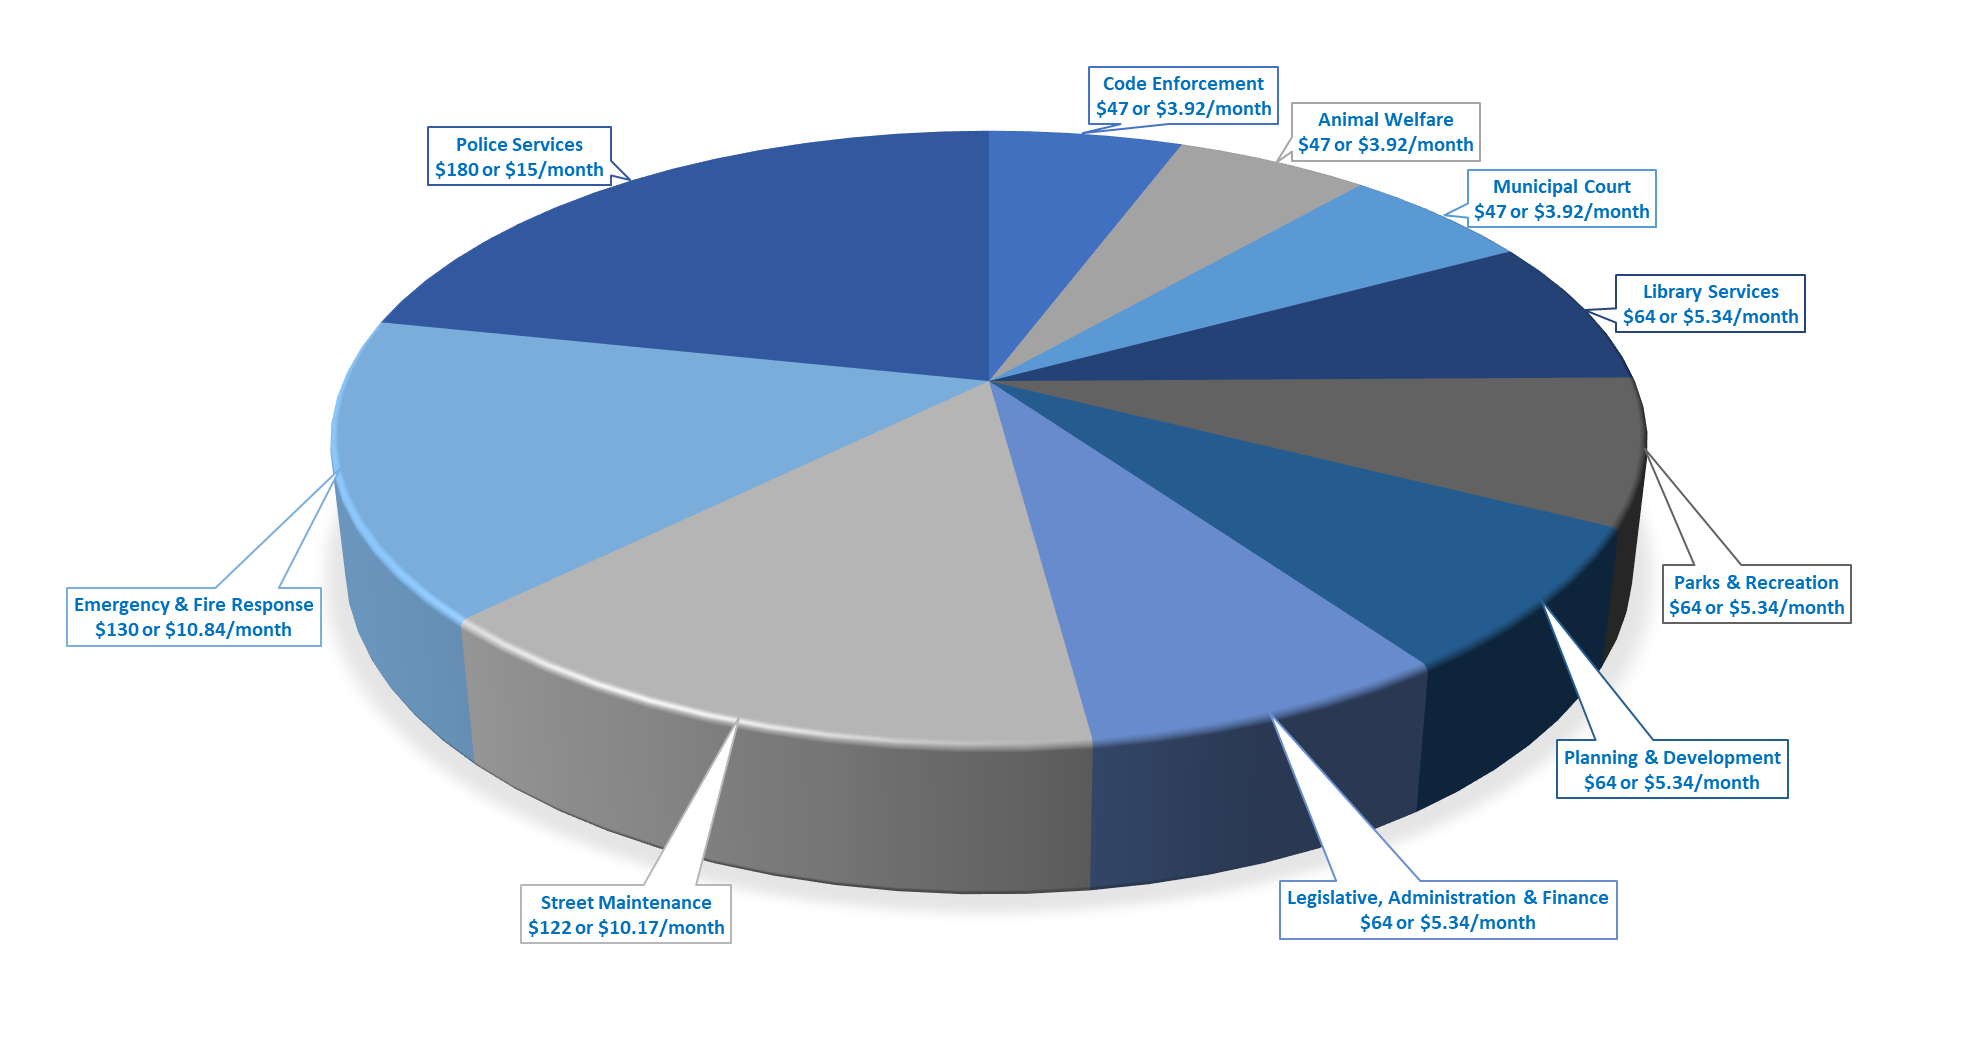 Code Enforcement
$47 or $3.92/month
Animal Welfare
$47 or $3.92/month
Municipal Court
$47 or $3.92/month
Library Services
$64 or $5.34/month
Parks & Recreation
$64 or $5.34/month
Planning & Development
$64 or $5.34/month
Legislative, Administration & Finance
$64 or $5.34/month
Street Maintenance
$122 or $10.17/month
Emergency & Fire Response
$130 or $10.84/month
Police Services
$180 or $15/month